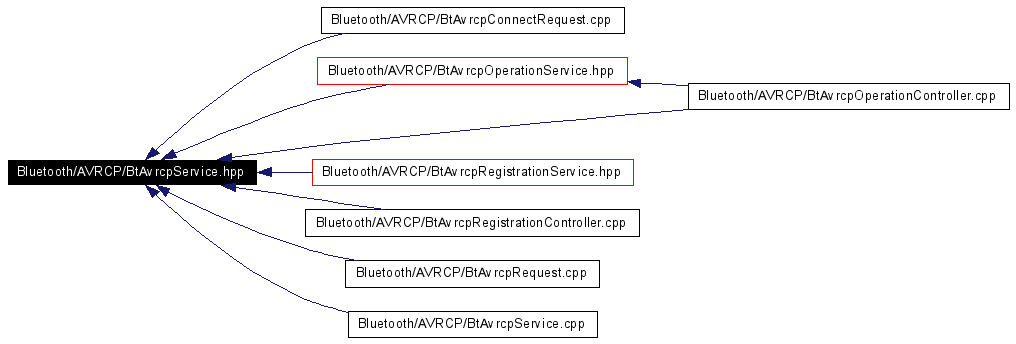 Bluetooth/AVRCP/BtAvrcpConnectRequest.cpp
Bluetooth/AVRCP/BtAvrcpOperationService.hpp
Bluetooth/AVRCP/BtAvrcpOperationController.cpp
Bluetooth/AVRCP/BtAvrcpService.hpp
Bluetooth/AVRCP/BtAvrcpRegistrationService.hpp
Bluetooth/AVRCP/BtAvrcpRegistrationController.cpp
Bluetooth/AVRCP/BtAvrcpRequest.cpp
Bluetooth/AVRCP/BtAvrcpService.cpp